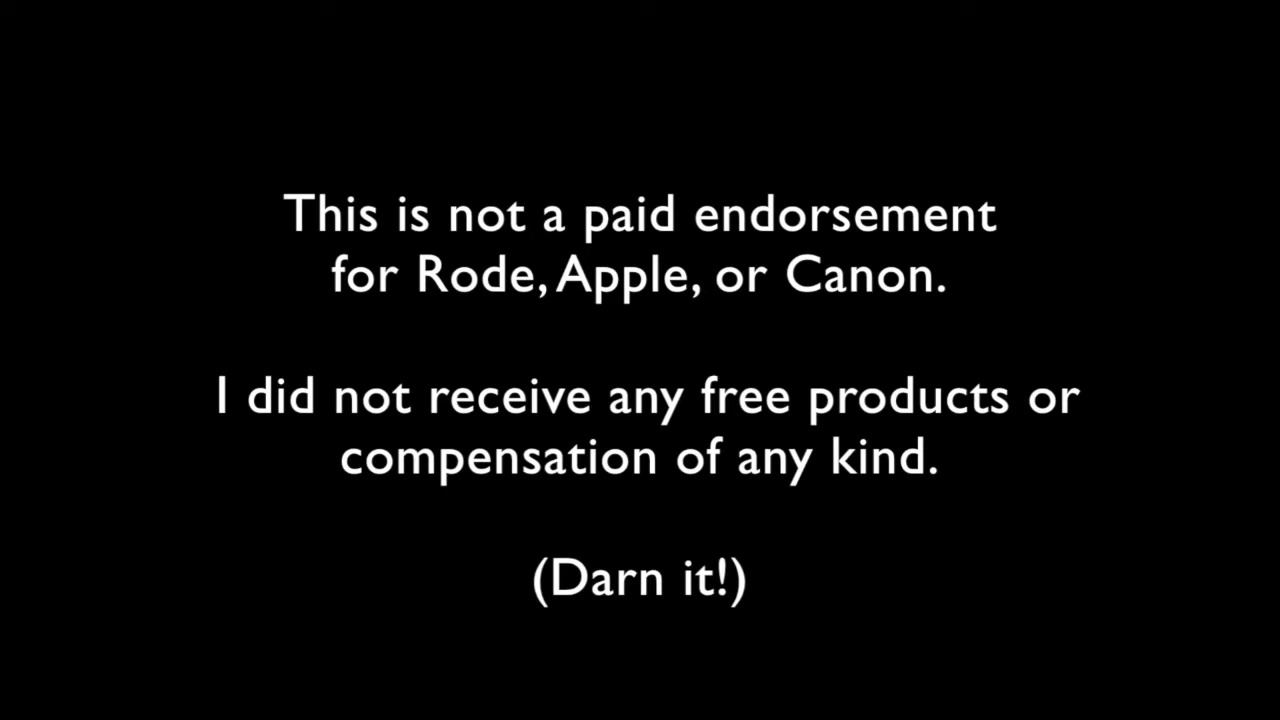 This is not a paid endorsement
for Rode, Apple, or Canon.
I did not receive any free products or
compensation of any kind.
(Darn it!)